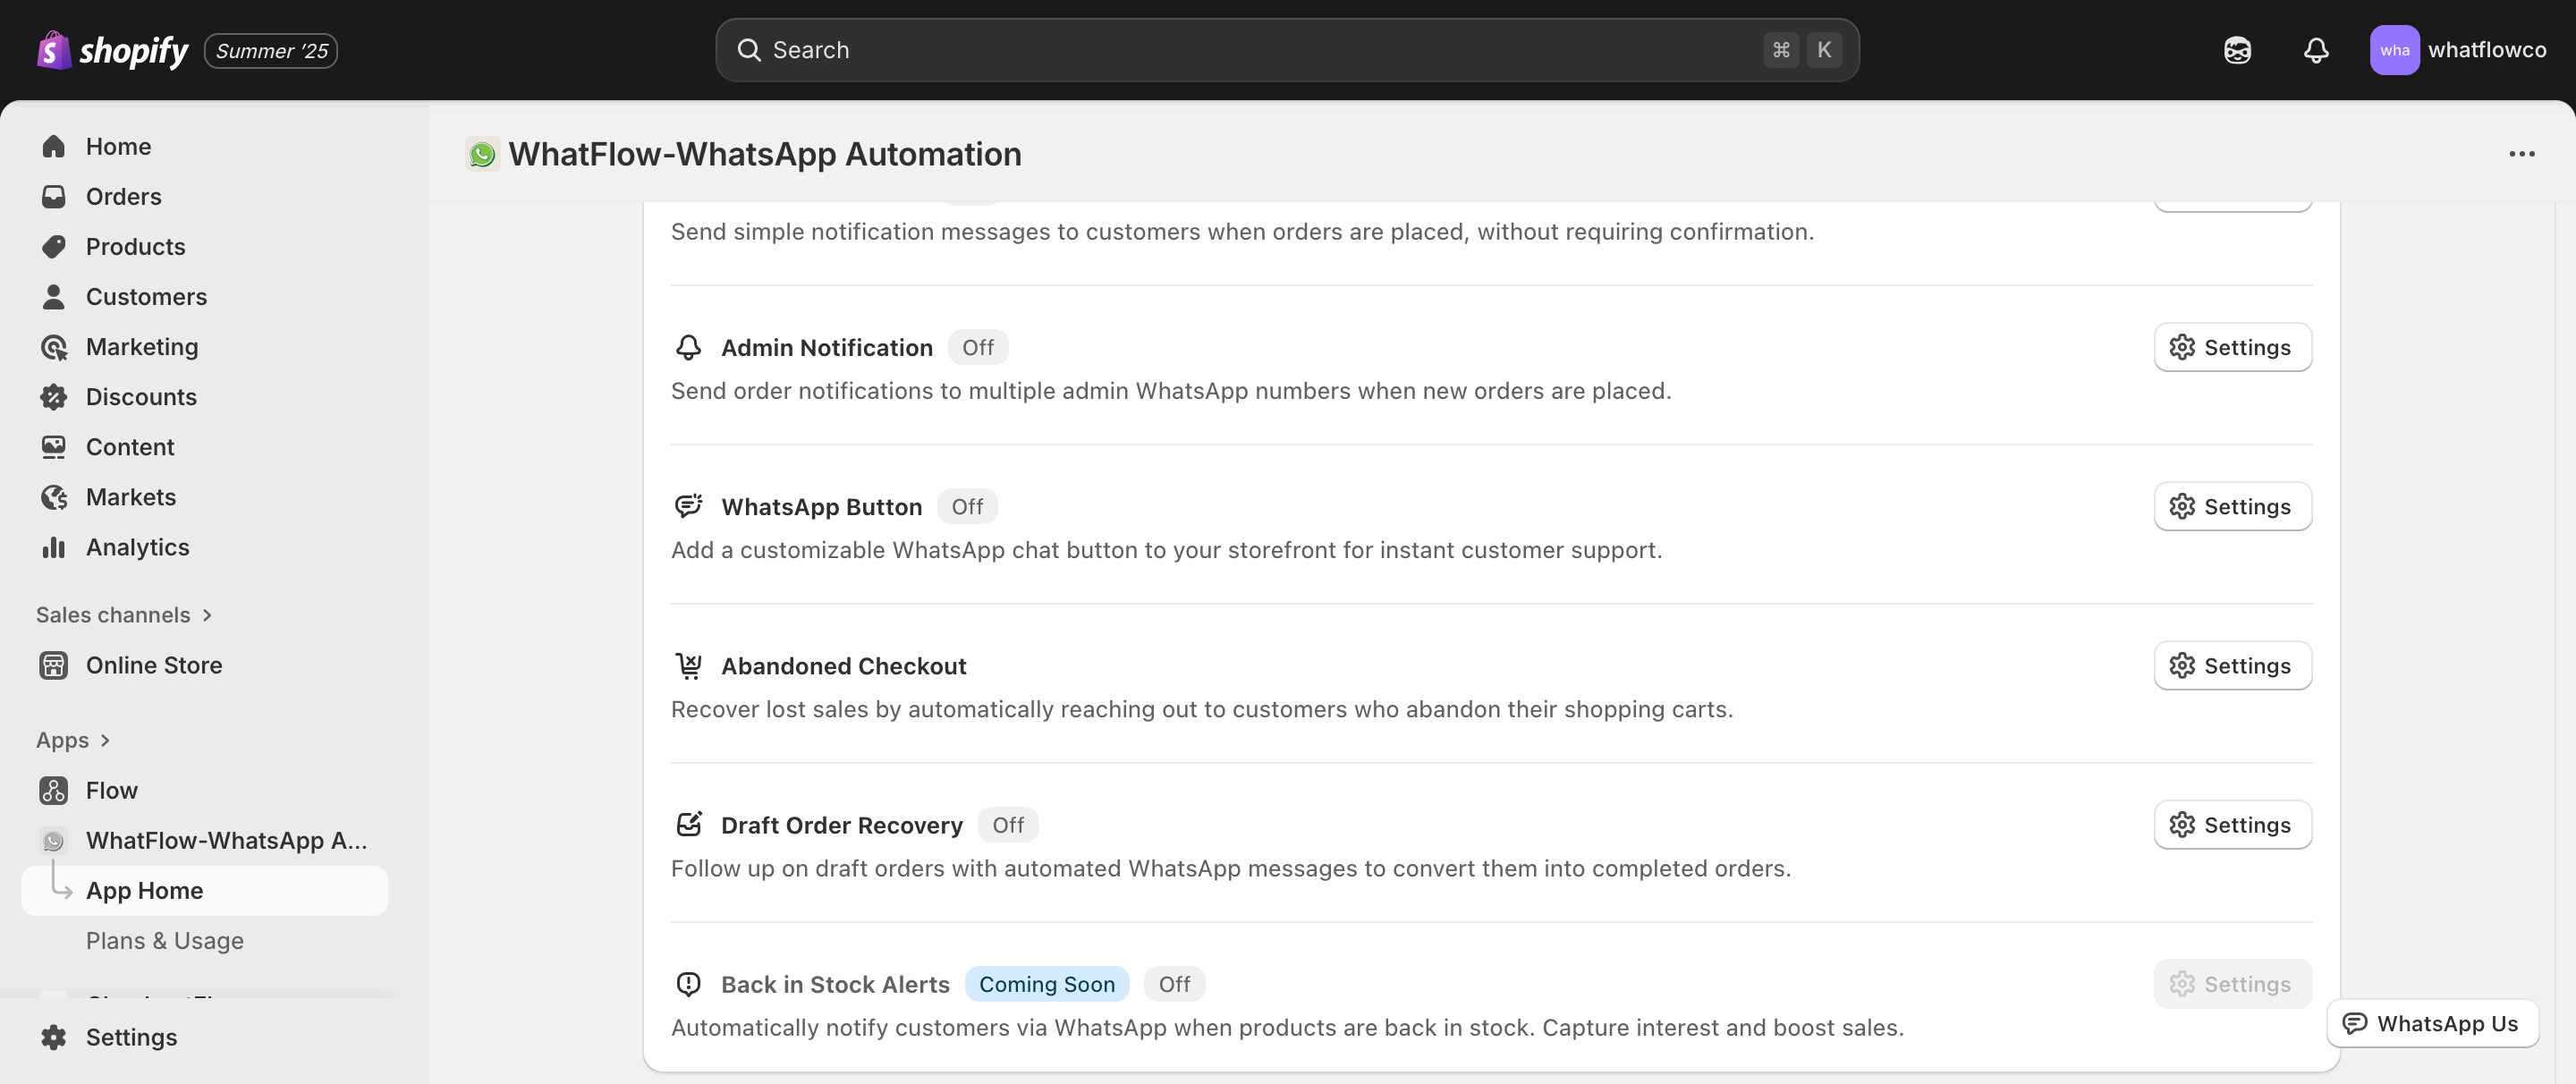 shopify Summer '25
Search ⌘ K
wha whatflowco
Home
Orders
Products
Customers
Marketing
Discounts
Content
Markets
Analytics
Sales channels
Online Store
Apps
Flow
WhatFlow-WhatsApp A...
App Home
Plans & Usage
Settings
WhatFlow-WhatsApp Automation
Send simple notification messages to customers when orders are placed, without requiring confirmation.
Admin Notification Off Settings
Send order notifications to multiple admin WhatsApp numbers when new orders are placed.
WhatsApp Button Off Settings
Add a customizable WhatsApp chat button to your storefront for instant customer support.
Abandoned Checkout Settings
Recover lost sales by automatically reaching out to customers who abandon their shopping carts.
Draft Order Recovery Off Settings
Follow up on draft orders with automated WhatsApp messages to convert them into completed orders.
Back in Stock Alerts Coming Soon Off Settings
Automatically notify customers via WhatsApp when products are back in stock. Capture interest and boost sales.
WhatsApp Us